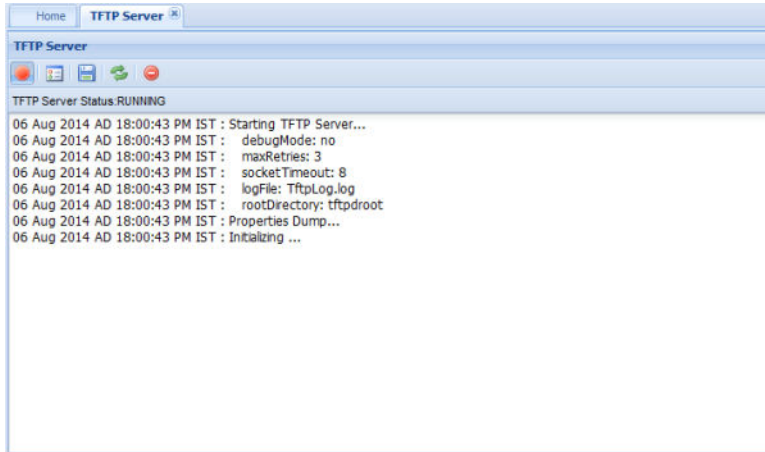 Home TFTP Server
TFTP Server
TFTP Server Status:RUNNING
06 Aug 2014 AD 18:00:43 PM IST : Starting TFTP Server...
06 Aug 2014 AD 18:00:43 PM IST : debugMode: no
06 Aug 2014 AD 18:00:43 PM IST : maxRetries: 3
06 Aug 2014 AD 18:00:43 PM IST : socketTimeout: 8
06 Aug 2014 AD 18:00:43 PM IST : logFile: TftpLog.log
06 Aug 2014 AD 18:00:43 PM IST : rootDirectory: tftpdroot
06 Aug 2014 AD 18:00:43 PM IST : Properties Dump...
06 Aug 2014 AD 18:00:43 PM IST : Initializing ...